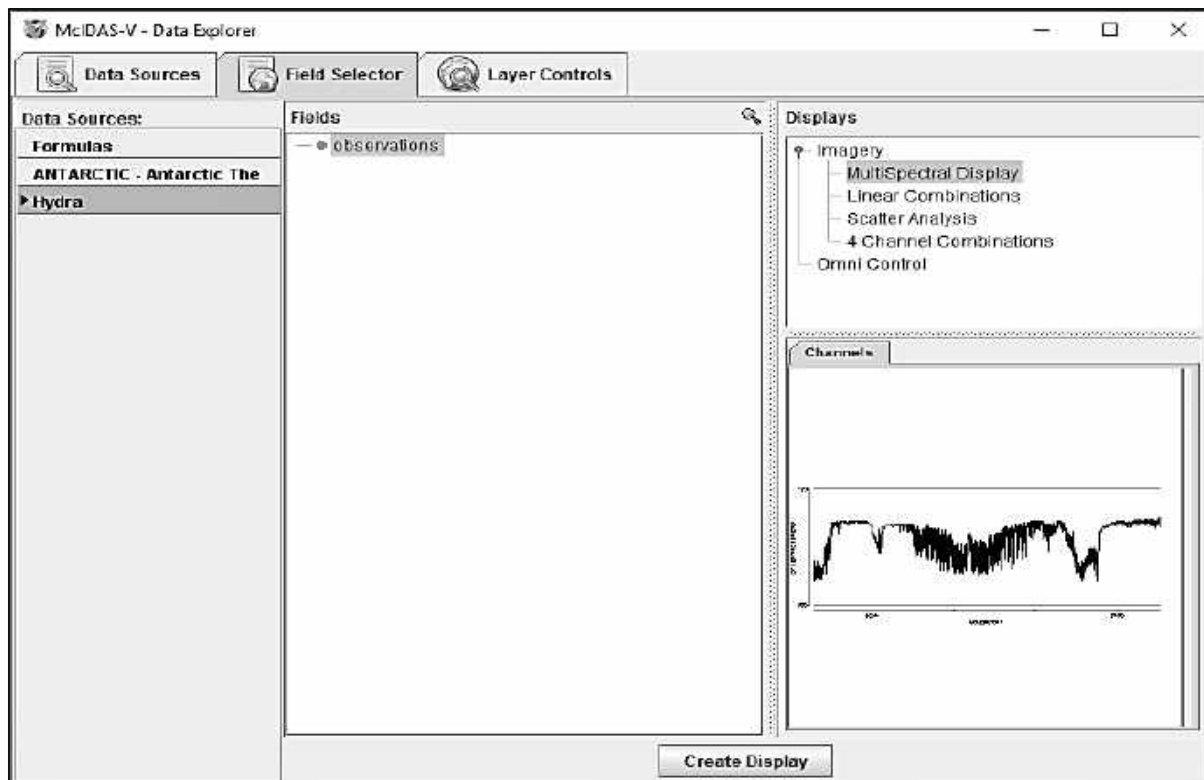 McIDAS-V - Data Explorer
Data Sources
Field Selector
Layer Controls
Data Sources:
Formulas
ANTARCTIC - Antarctic The
Hydra
Fields
observations
Displays
Imagery
MultiSpectral Display
Linear Combinations
Scatter Analysis
4 Channel Combinations
Omni Control
Channels
Create Display